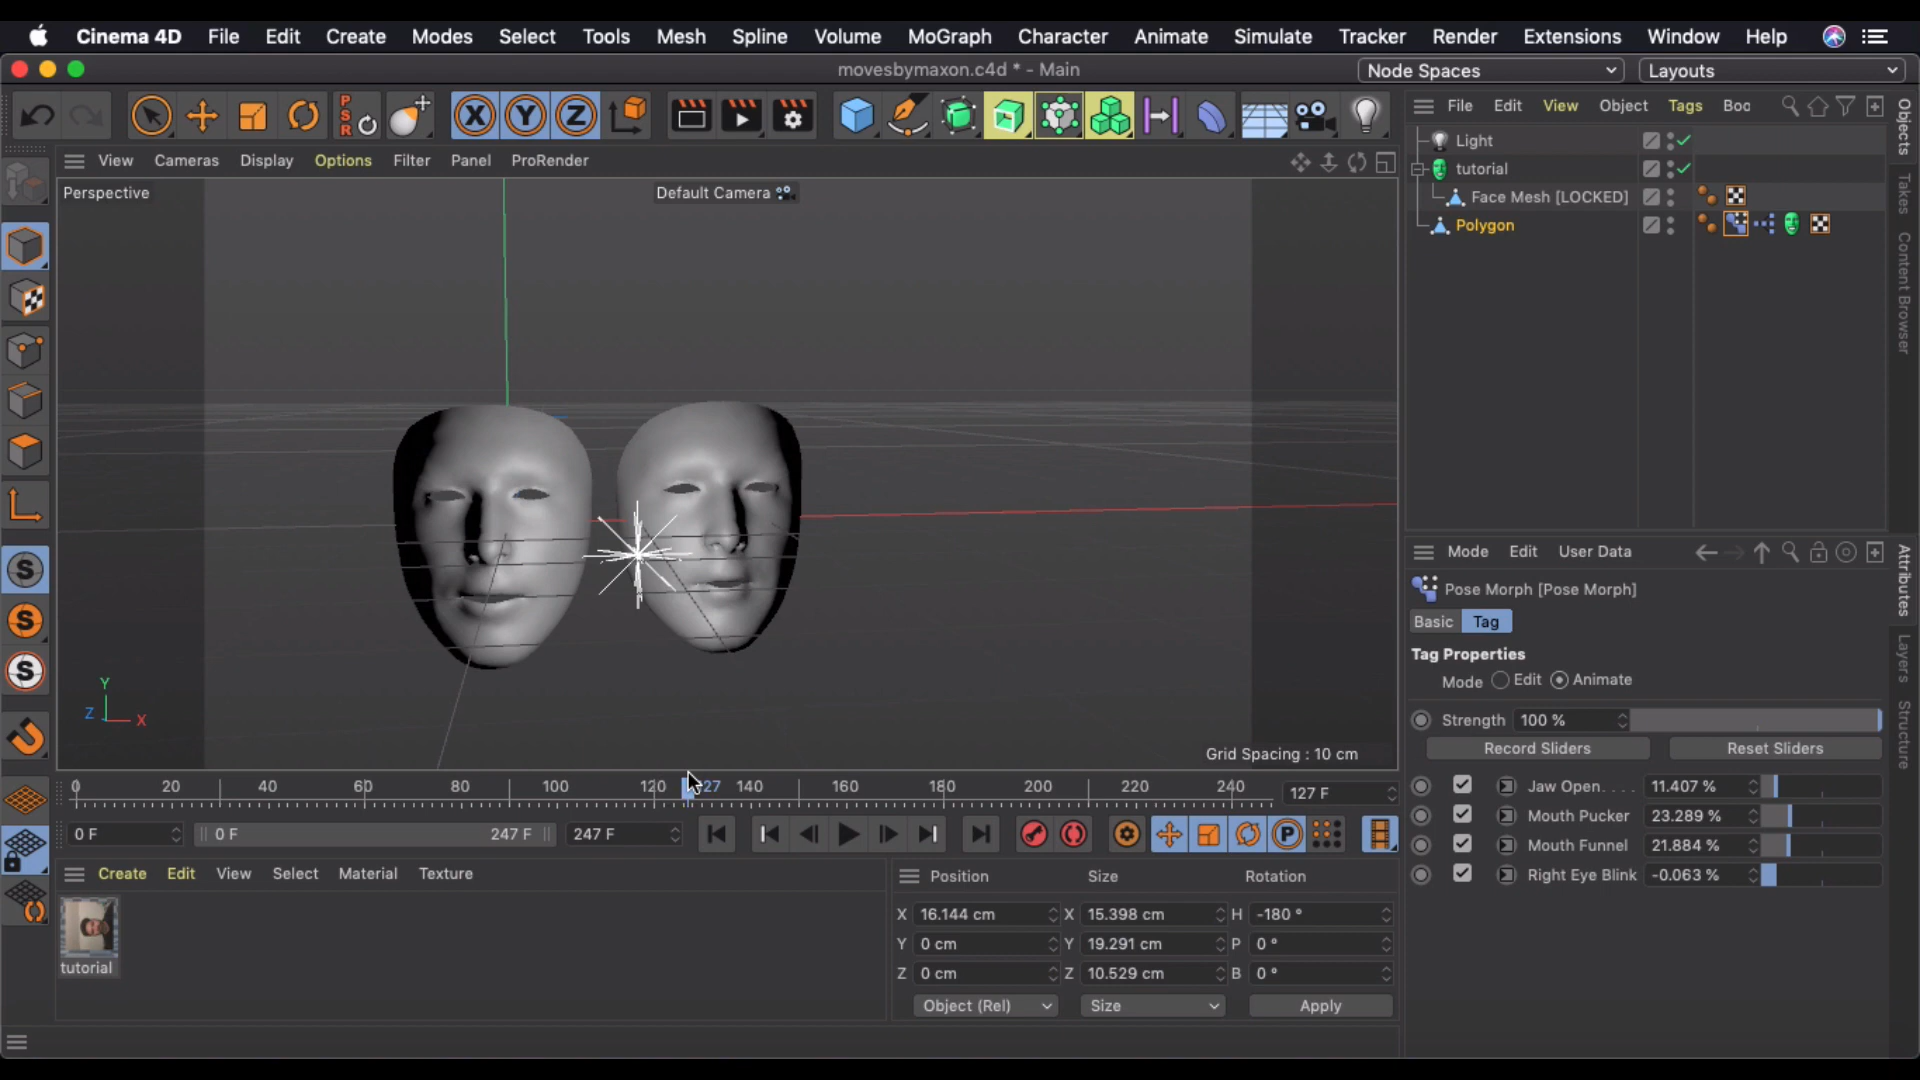 Cinema 4D File Edit Create Modes Select Tools Mesh Spline Volume MoGraph Character Animate Simulate Tracker Render Extensions Window Help
movesbymaxon.c4d * - Main
Node Spaces
Layouts
P
S
R
X Y Z
File Edit View Object Tags Boo
View Cameras Display Options Filter Panel ProRender
Perspective
Default Camera
Light
tutorial
Face Mesh [LOCKED]
Polygon
Objects
Takes
Content Browser
Y
Z X
Grid Spacing : 10 cm
S
S
S
Mode Edit User Data
Pose Morph [Pose Morph]
Basic Tag
Tag Properties
Mode Edit Animate
Strength 100 %
Record Sliders Reset Sliders
Jaw Open. . . . 11.407 %
Mouth Pucker 23.289 %
Mouth Funnel 21.884 %
Right Eye Blink -0.063 %
Attributes
Layers
Structure
0 20 40 60 80 100 120 127 140 160 180 200 220 240 127 F
0 F 0 F 247 F 247 F
P
Create Edit View Select Material Texture
tutorial
Position Size Rotation
X 16.144 cm X 15.398 cm H -180 °
Y 0 cm Y 19.291 cm P 0 °
Z 0 cm Z 10.529 cm B 0 °
Object (Rel) Size Apply